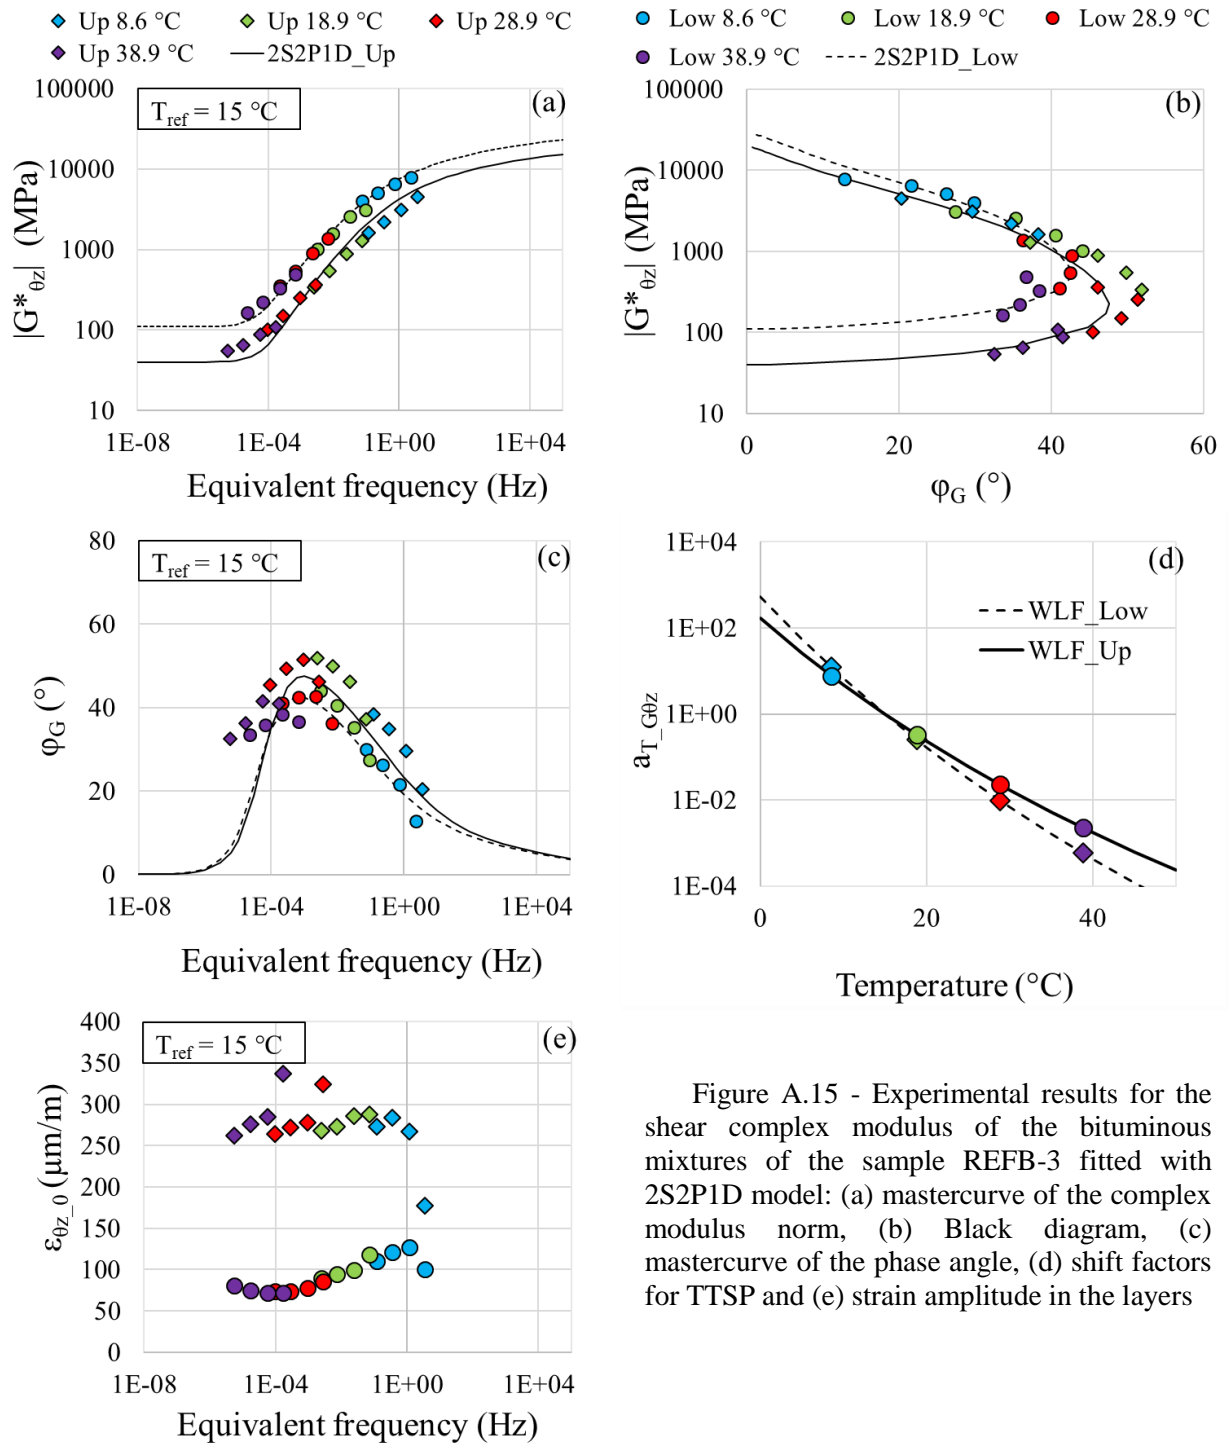 Up 8.6 °C Up 18.9 °C Up 28.9 °C
Up 38.9 °C 2S2P1D_Up
100000
10000
1000
100
10
|G*θz| (MPa)
Tref = 15 °C
(a)
1E-08 1E-04 1E+00 1E+04
Equivalent frequency (Hz)
Low 8.6 °C Low 18.9 °C Low 28.9 °C
Low 38.9 °C 2S2P1D_Low
100000
10000
1000
100
10
|G*θz| (MPa)
(b)
0 20 40 60
φG (°)
80
60
40
20
0
φG (°)
Tref = 15 °C
(c)
1E-08 1E-04 1E+00 1E+04
Equivalent frequency (Hz)
1E+04
1E+02
1E+00
1E-02
1E-04
aT_Gθz
(d)
WLF_Low
WLF_Up
0 20 40
Temperature (°C)
400
350
300
250
200
150
100
50
0
εθz_0 (μm/m)
Tref = 15 °C
(e)
1E-08 1E-04 1E+00 1E+04
Equivalent frequency (Hz)
Figure A.15 - Experimental results for the
shear complex modulus of the bituminous
mixtures of the sample REFB-3 fitted with
2S2P1D model: (a) mastercurve of the complex
modulus norm, (b) Black diagram, (c)
mastercurve of the phase angle, (d) shift factors
for TTSP and (e) strain amplitude in the layers